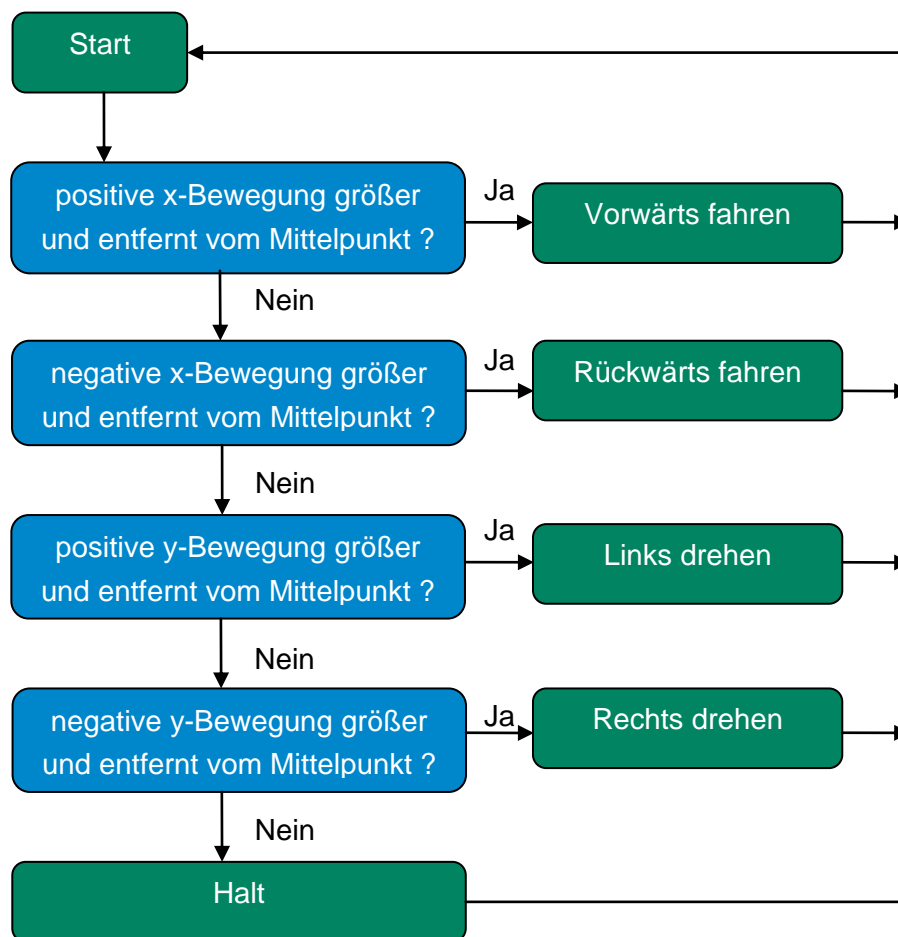 Start
positive x-Bewegung größer
und entfernt vom Mittelpunkt ?
Ja
Vorwärts fahren
Nein
negative x-Bewegung größer
und entfernt vom Mittelpunkt ?
Ja
Rückwärts fahren
Nein
positive y-Bewegung größer
und entfernt vom Mittelpunkt ?
Ja
Links drehen
Nein
negative y-Bewegung größer
und entfernt vom Mittelpunkt ?
Ja
Rechts drehen
Nein
Halt